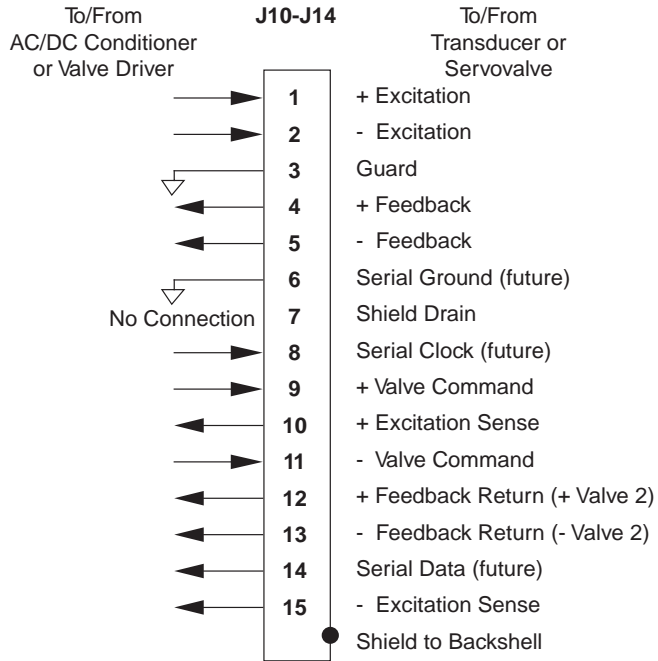 To/From
AC/DC Conditioner
or Valve Driver
J10-J14
To/From
Transducer or
Servovalve
1 + Excitation
2 - Excitation
3 Guard
4 + Feedback
5 - Feedback
6 Serial Ground (future)
No Connection 7 Shield Drain
8 Serial Clock (future)
9 + Valve Command
10 + Excitation Sense
11 - Valve Command
12 + Feedback Return (+ Valve 2)
13 - Feedback Return (- Valve 2)
14 Serial Data (future)
15 - Excitation Sense
Shield to Backshell